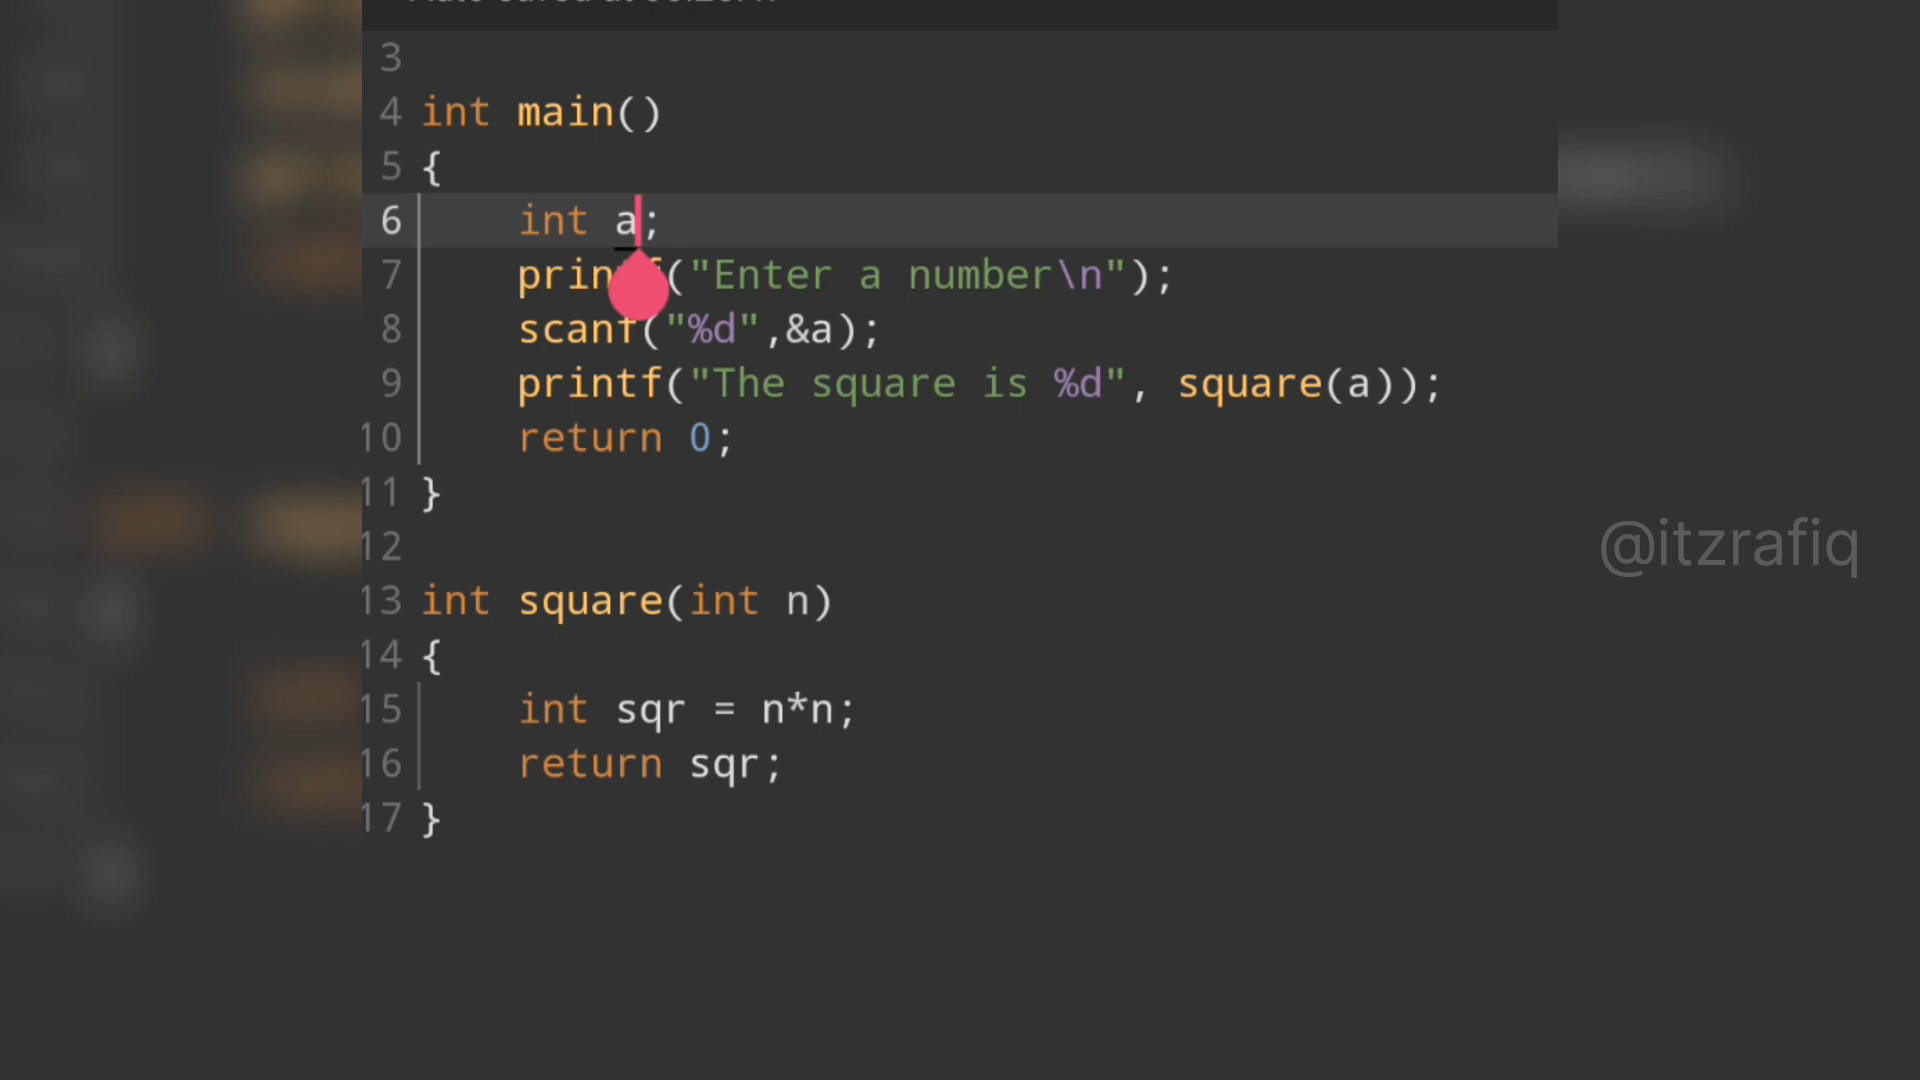 3
4 int main()
5 {
6 int a;
7 printf("Enter a number\n");
8 scanf("%d",&a);
9 printf("The square is %d", square(a));
10 return 0;
11 }
12
13 int square(int n)
14 {
15 int sqr = n*n;
16 return sqr;
17 }
@itzrafiq